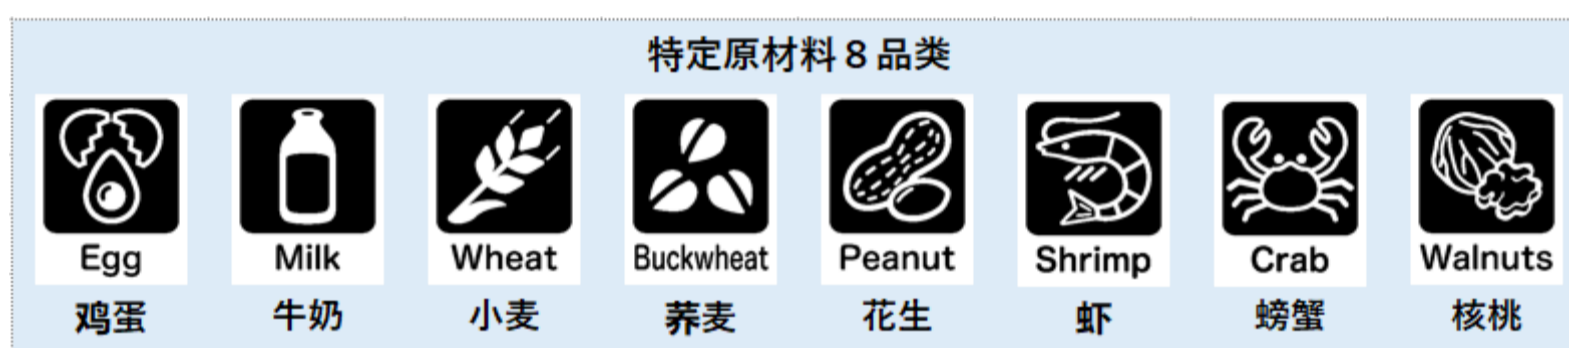 特定原材料８品类
Egg Milk Wheat Buckwheat Peanut Shrimp Crab Walnuts
鸡蛋 牛奶 小麦 荞麦 花生 虾 螃蟹 核桃